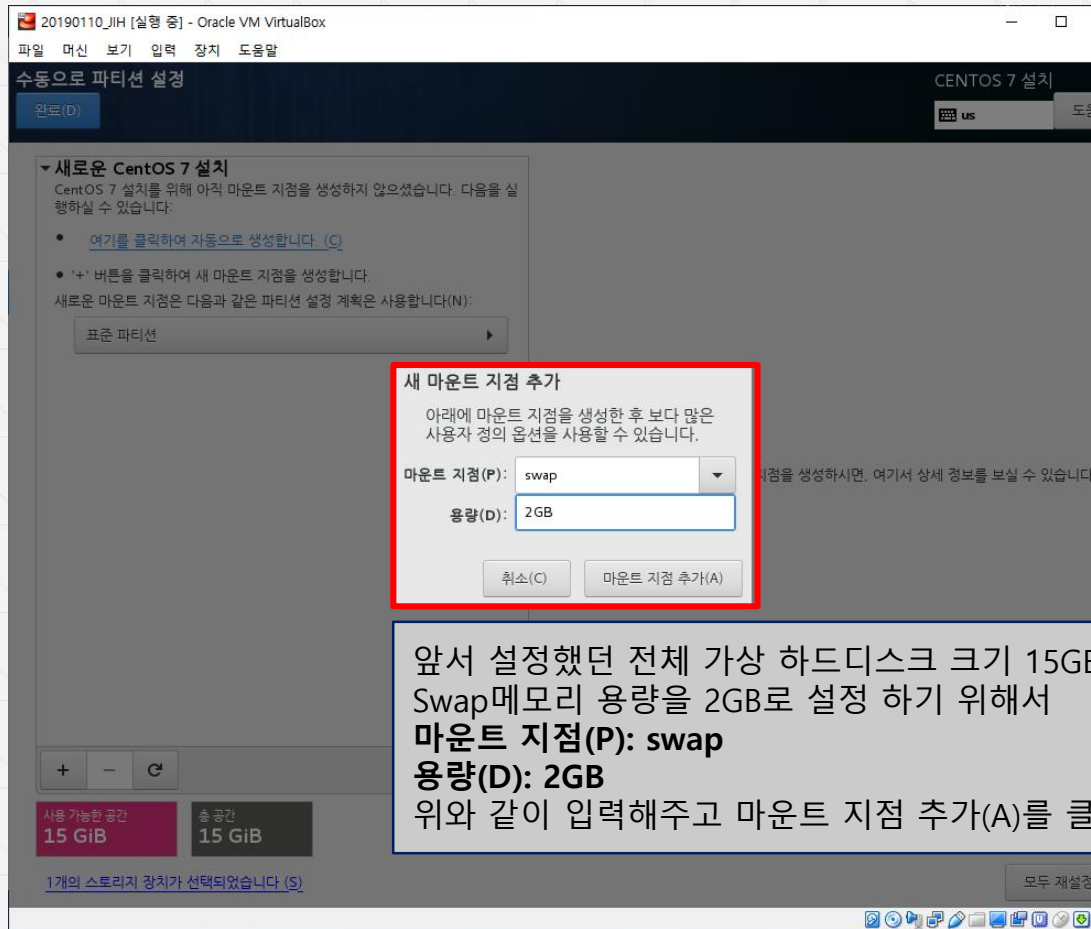 20190110_JIH [실행 중] - Oracle VM VirtualBox
파일 머신 보기 입력 장치 도움말
수동으로 파티션 설정
완료(D)
CENTOS 7 설치
us
새로운 CentOS 7 설치
CentOS 7 설치를 위해 아직 마운트 지점을 생성하지 않으셨습니다. 다음을 실
행하실 수 있습니다:
여기를 클릭하여 자동으로 생성합니다. (C)
'+' 버튼을 클릭하여 새 마운트 지점을 생성합니다.
새로운 마운트 지점은 다음과 같은 파티션 설정 계획은 사용합니다(N):
표준 파티션
새 마운트 지점 추가
아래에 마운트 지점을 생성한 후 보다 많은
사용자 정의 옵션을 사용할 수 있습니다.
마운트 지점(P): swap
용량(D): 2GB
취소(C) 마운트 지점 추가(A)
지점을 생성하시면, 여기서 상세 정보를 보실 수 있습니다
앞서 설정했던 전체 가상 하드디스크 크기 15GB
Swap메모리 용량을 2GB로 설정 하기 위해서
마운트 지점(P): swap
용량(D): 2GB
위와 같이 입력해주고 마운트 지점 추가(A)를
+ –
사용 가능한 공간
15 GiB
총 공간
15 GiB
1개의 스토리지 장치가 선택되었습니다 (S)
모두 재설정